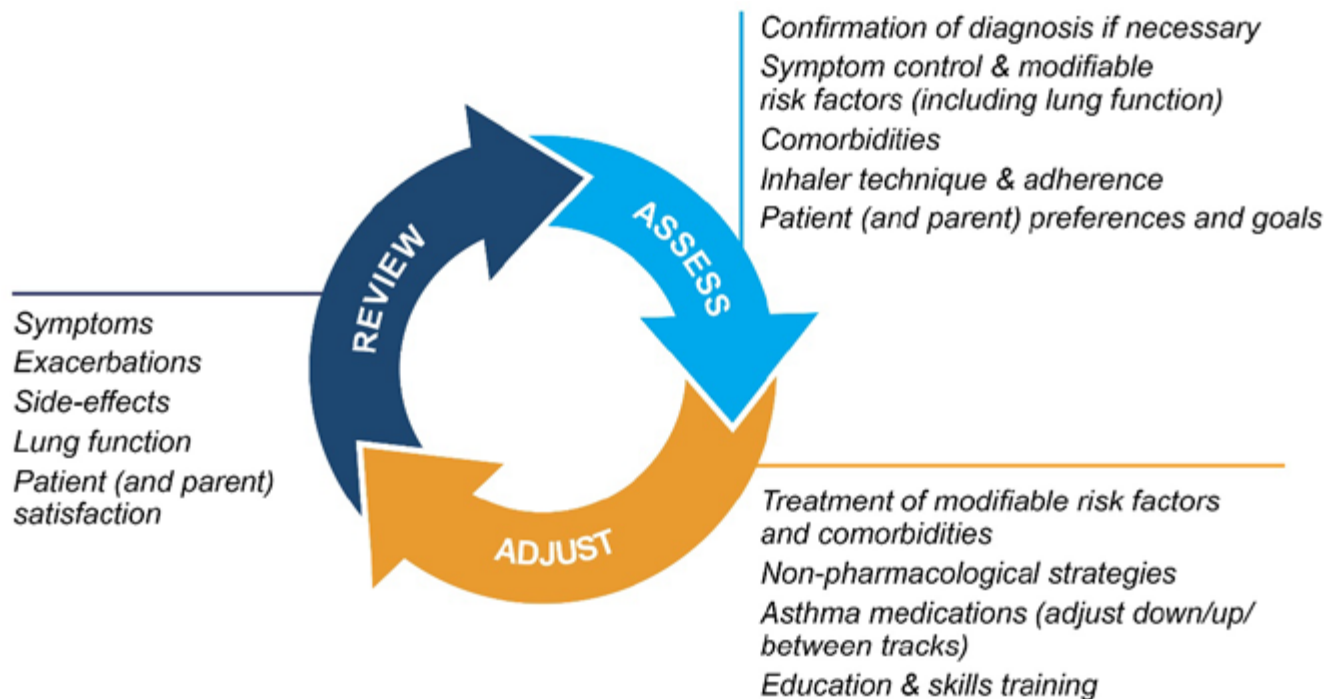 Confirmation of diagnosis if necessary
Symptom control & modifiable
risk factors (including lung function)
Comorbidities
Inhaler technique & adherence
Patient (and parent) preferences and goals
REVIEW
ASSESS
ADJUST
Symptoms
Exacerbations
Side-effects
Lung function
Patient (and parent)
satisfaction
Treatment of modifiable risk factors
and comorbidities
Non-pharmacological strategies
Asthma medications (adjust down/up/
between tracks)
Education & skills training